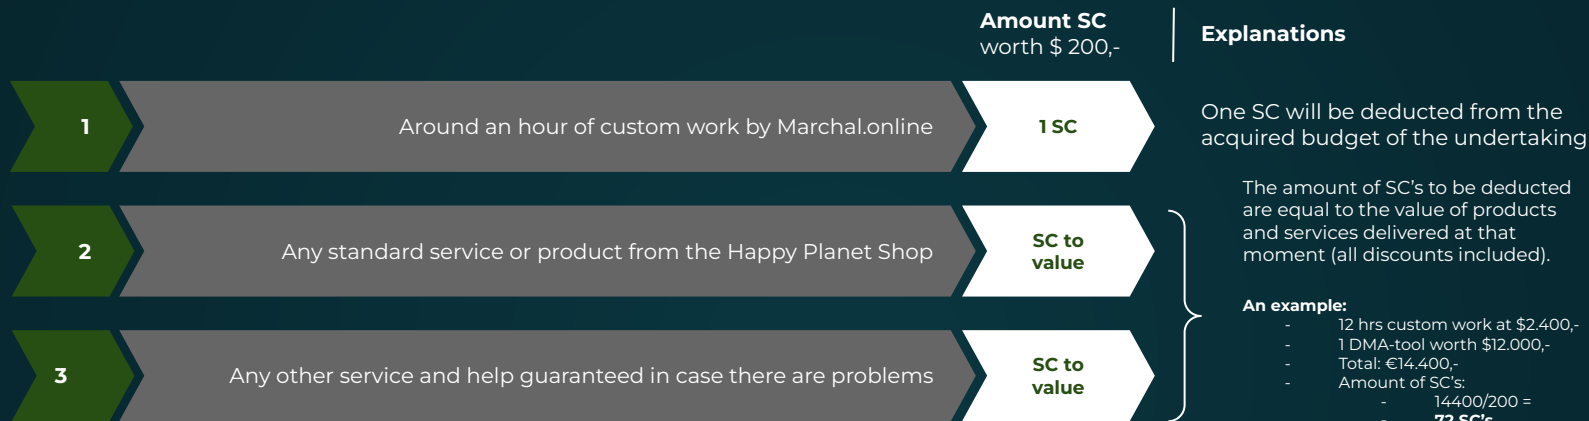 Amount SC
worth $ 200,-
Explanations
1
Around an hour of custom work by Marchal.online
1 SC
One SC will be deducted from the
acquired budget of the undertaking
2
Any standard service or product from the Happy Planet Shop
SC to
value
The amount of SC's to be deducted
are equal to the value of products
and services delivered at that
moment (all discounts included).
3
Any other service and help guaranteed in case there are problems
SC to
value
An example:
- 12 hrs custom work at $2.400,-
- 1 DMA-tool worth $12.000,-
- Total: €14.400,-
- Amount of SC's:
- 14400/200 =
- 72 SC's